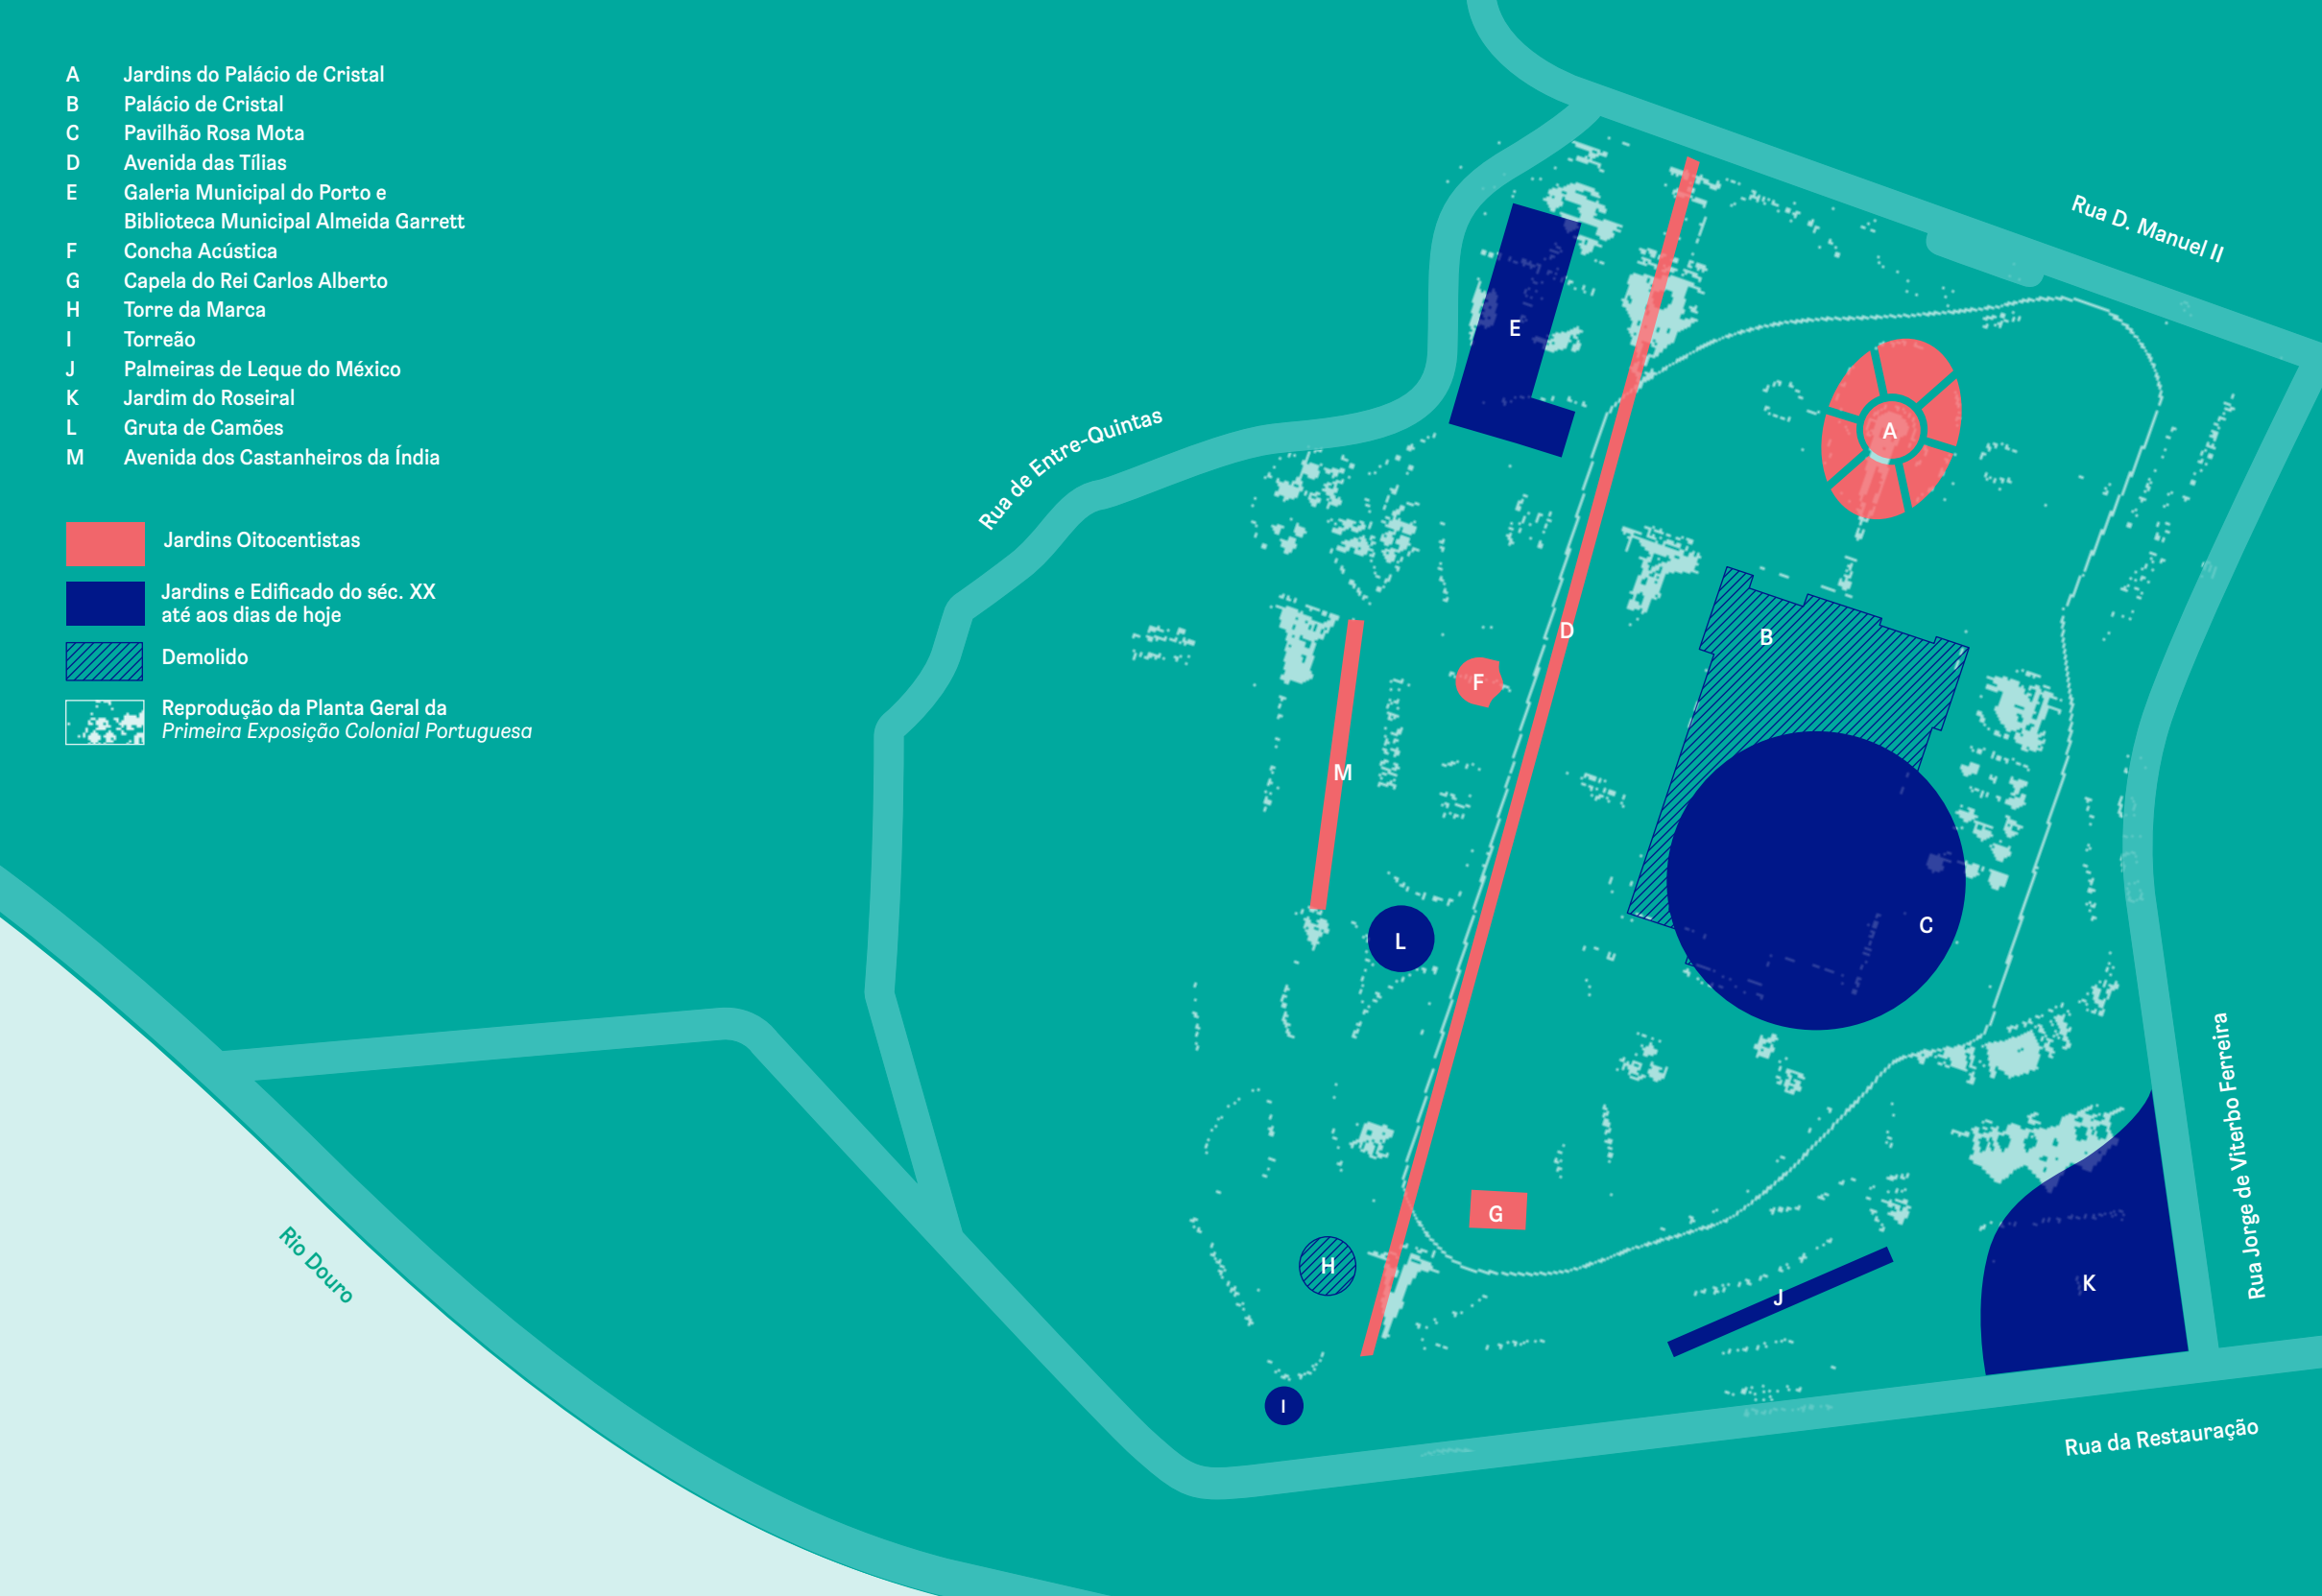 A Jardins do Palácio de Cristal
B Palácio de Cristal
C Pavilhão Rosa Mota
D Avenida das Tílias
E Galeria Municipal do Porto e
Biblioteca Municipal Almeida Garrett
F Concha Acústica
G Capela do Rei Carlos Alberto
H Torre da Marca
I Torreão
J Palmeiras de Leque do México
K Jardim do Roseiral
L Gruta de Camões
M Avenida dos Castanheiros da Índia
Jardins Oitocentistas
Jardins e Edificado do séc. XX
até aos dias de hoje
Demolido
Reprodução da Planta Geral da
Primeira Exposição Colonial Portuguesa
Rua D. Manuel II
Rua de Entre-Quintas
E
A
D
B
F
M
C
L
G
H
J
K
I
Rua Jorge de Viterbo Ferreira
Rio Douro
Rua da Restauração